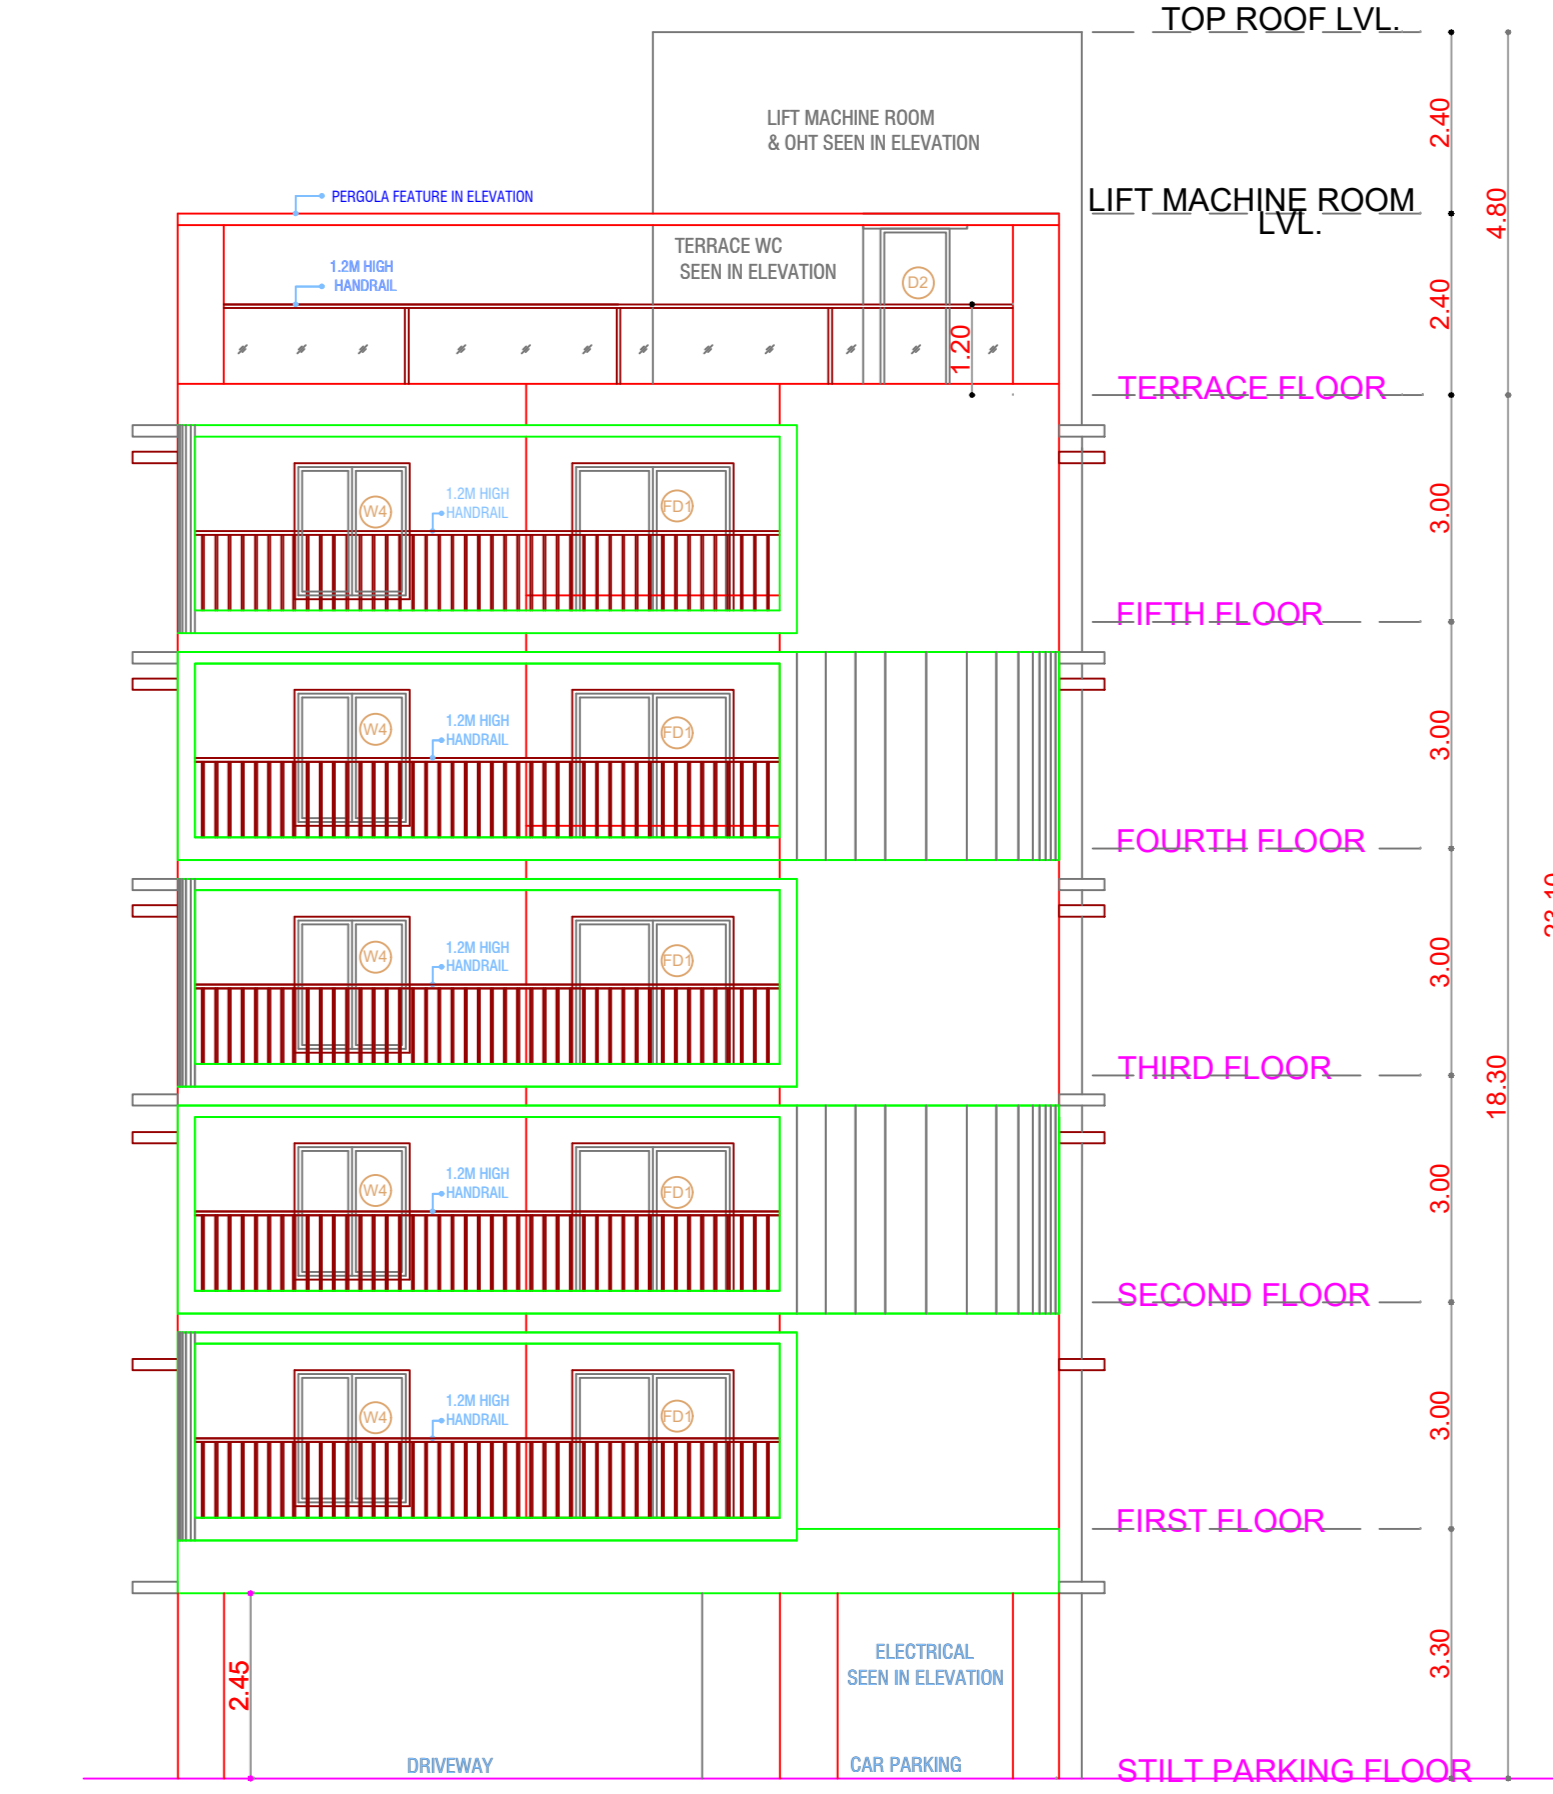 TOP ROOF LVL.
2.40
LIFT MACHINE ROOM
& OHT SEEN IN ELEVATION
PERGOLA FEATURE IN ELEVATION
LIFT MACHINE ROOM
LVL.
4.80
TERRACE WC
SEEN IN ELEVATION
1.2M HIGH
HANDRAIL
D2
2.40
1.20
TERRACE FLOOR
W4
1.2M HIGH
HANDRAIL
FD1
3.00
FIFTH FLOOR
W4
1.2M HIGH
HANDRAIL
FD1
3.00
FOURTH FLOOR
W4
1.2M HIGH
HANDRAIL
FD1
3.00
THIRD FLOOR
18.30
W4
1.2M HIGH
HANDRAIL
FD1
3.00
SECOND FLOOR
W4
1.2M HIGH
HANDRAIL
FD1
3.00
FIRST FLOOR
2.45
ELECTRICAL
SEEN IN ELEVATION
3.30
DRIVEWAY
CAR PARKING
STILT PARKING FLOOR